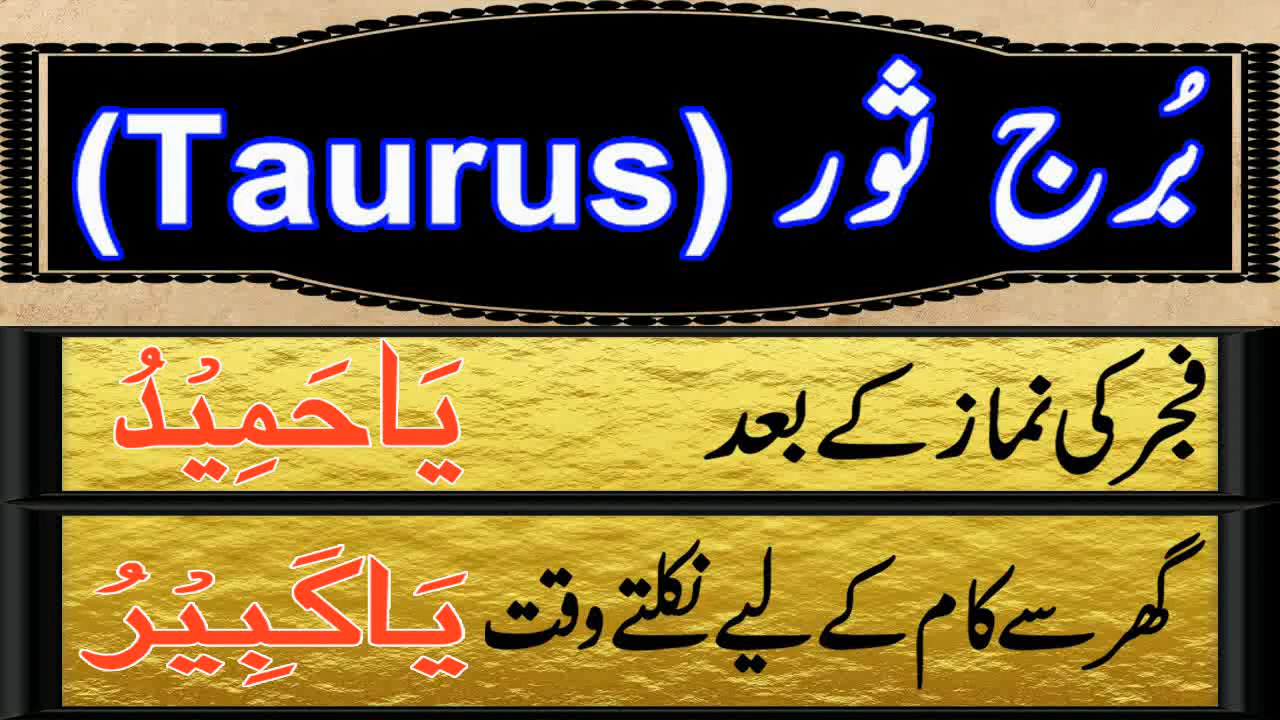 بُرج ثور (Taurus)
فجر کی نماز کے بعد یَاحَمِیْدُ
گھر سے کام کے لیے نکلتے وقت یَاکَبِیْرُ